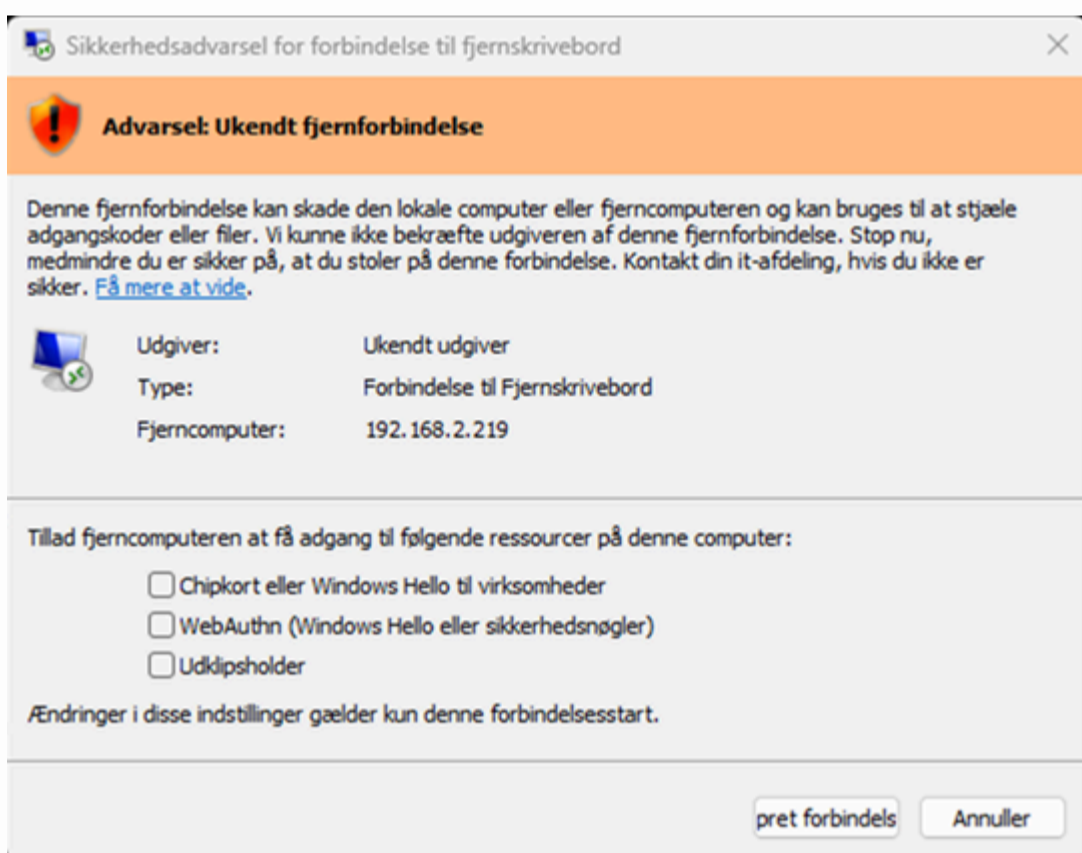 Sikkerhedsadvarsel for forbindelse til fjernskrivebord
Advarsel: Ukendt fjernforbindelse
Denne fjernforbindelse kan skade den lokale computer eller fjerncomputeren og kan bruges til at stjæle
adgangskoder eller filer. Vi kunne ikke bekræfte udgiveren af denne fjernforbindelse. Stop nu,
medmindre du er sikker på, at du stoler på denne forbindelse. Kontakt din it-afdeling, hvis du ikke er
sikker. Få mere at vide.
Udgiver: Ukendt udgiver
Type: Forbindelse til Fjernskrivebord
Fjerncomputer: 192.168.2.219
Tillad fjerncomputeren at få adgang til følgende ressourcer på denne computer:
Chipkort eller Windows Hello til virksomheder
WebAuthn (Windows Hello eller sikkerhedsnøgler)
Udklipsholder
Ændringer i disse indstillinger gælder kun denne forbindelsesstart.
pret forbindels Annuller